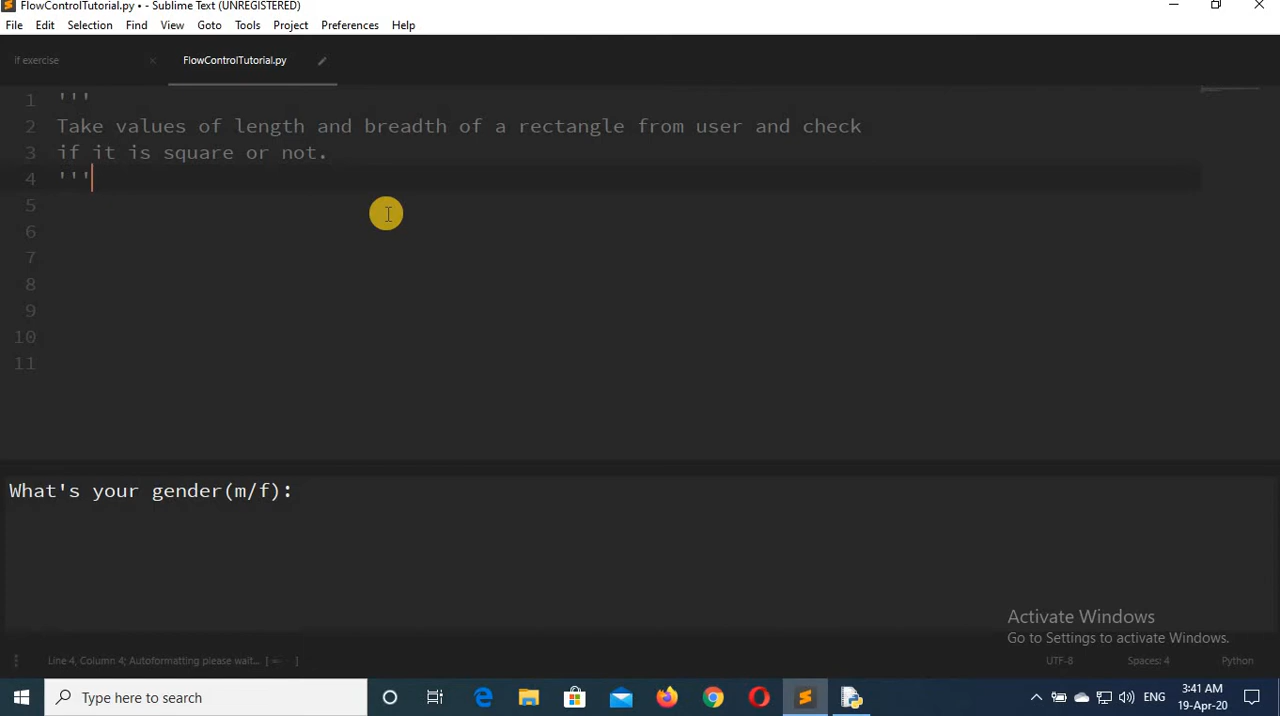 FlowControlTutorial.py • - Sublime Text (UNREGISTERED)
File Edit Selection Find View Goto Tools Project Preferences Help
If exercise × FlowControlTutorial.py
1 '''
2 Take values of length and breadth of a rectangle from user and check
3 if it is square or not.
4 '''
5
6
7
8
9
10
11
What's your gender(m/f):
Activate Windows
Go to Settings to activate Windows.
Line 4, Column 4; Autoformatting please wait... [ = ] UTF-8 Spaces: 4 Python
Type here to search ENG 3:41 AM
19-Apr-20